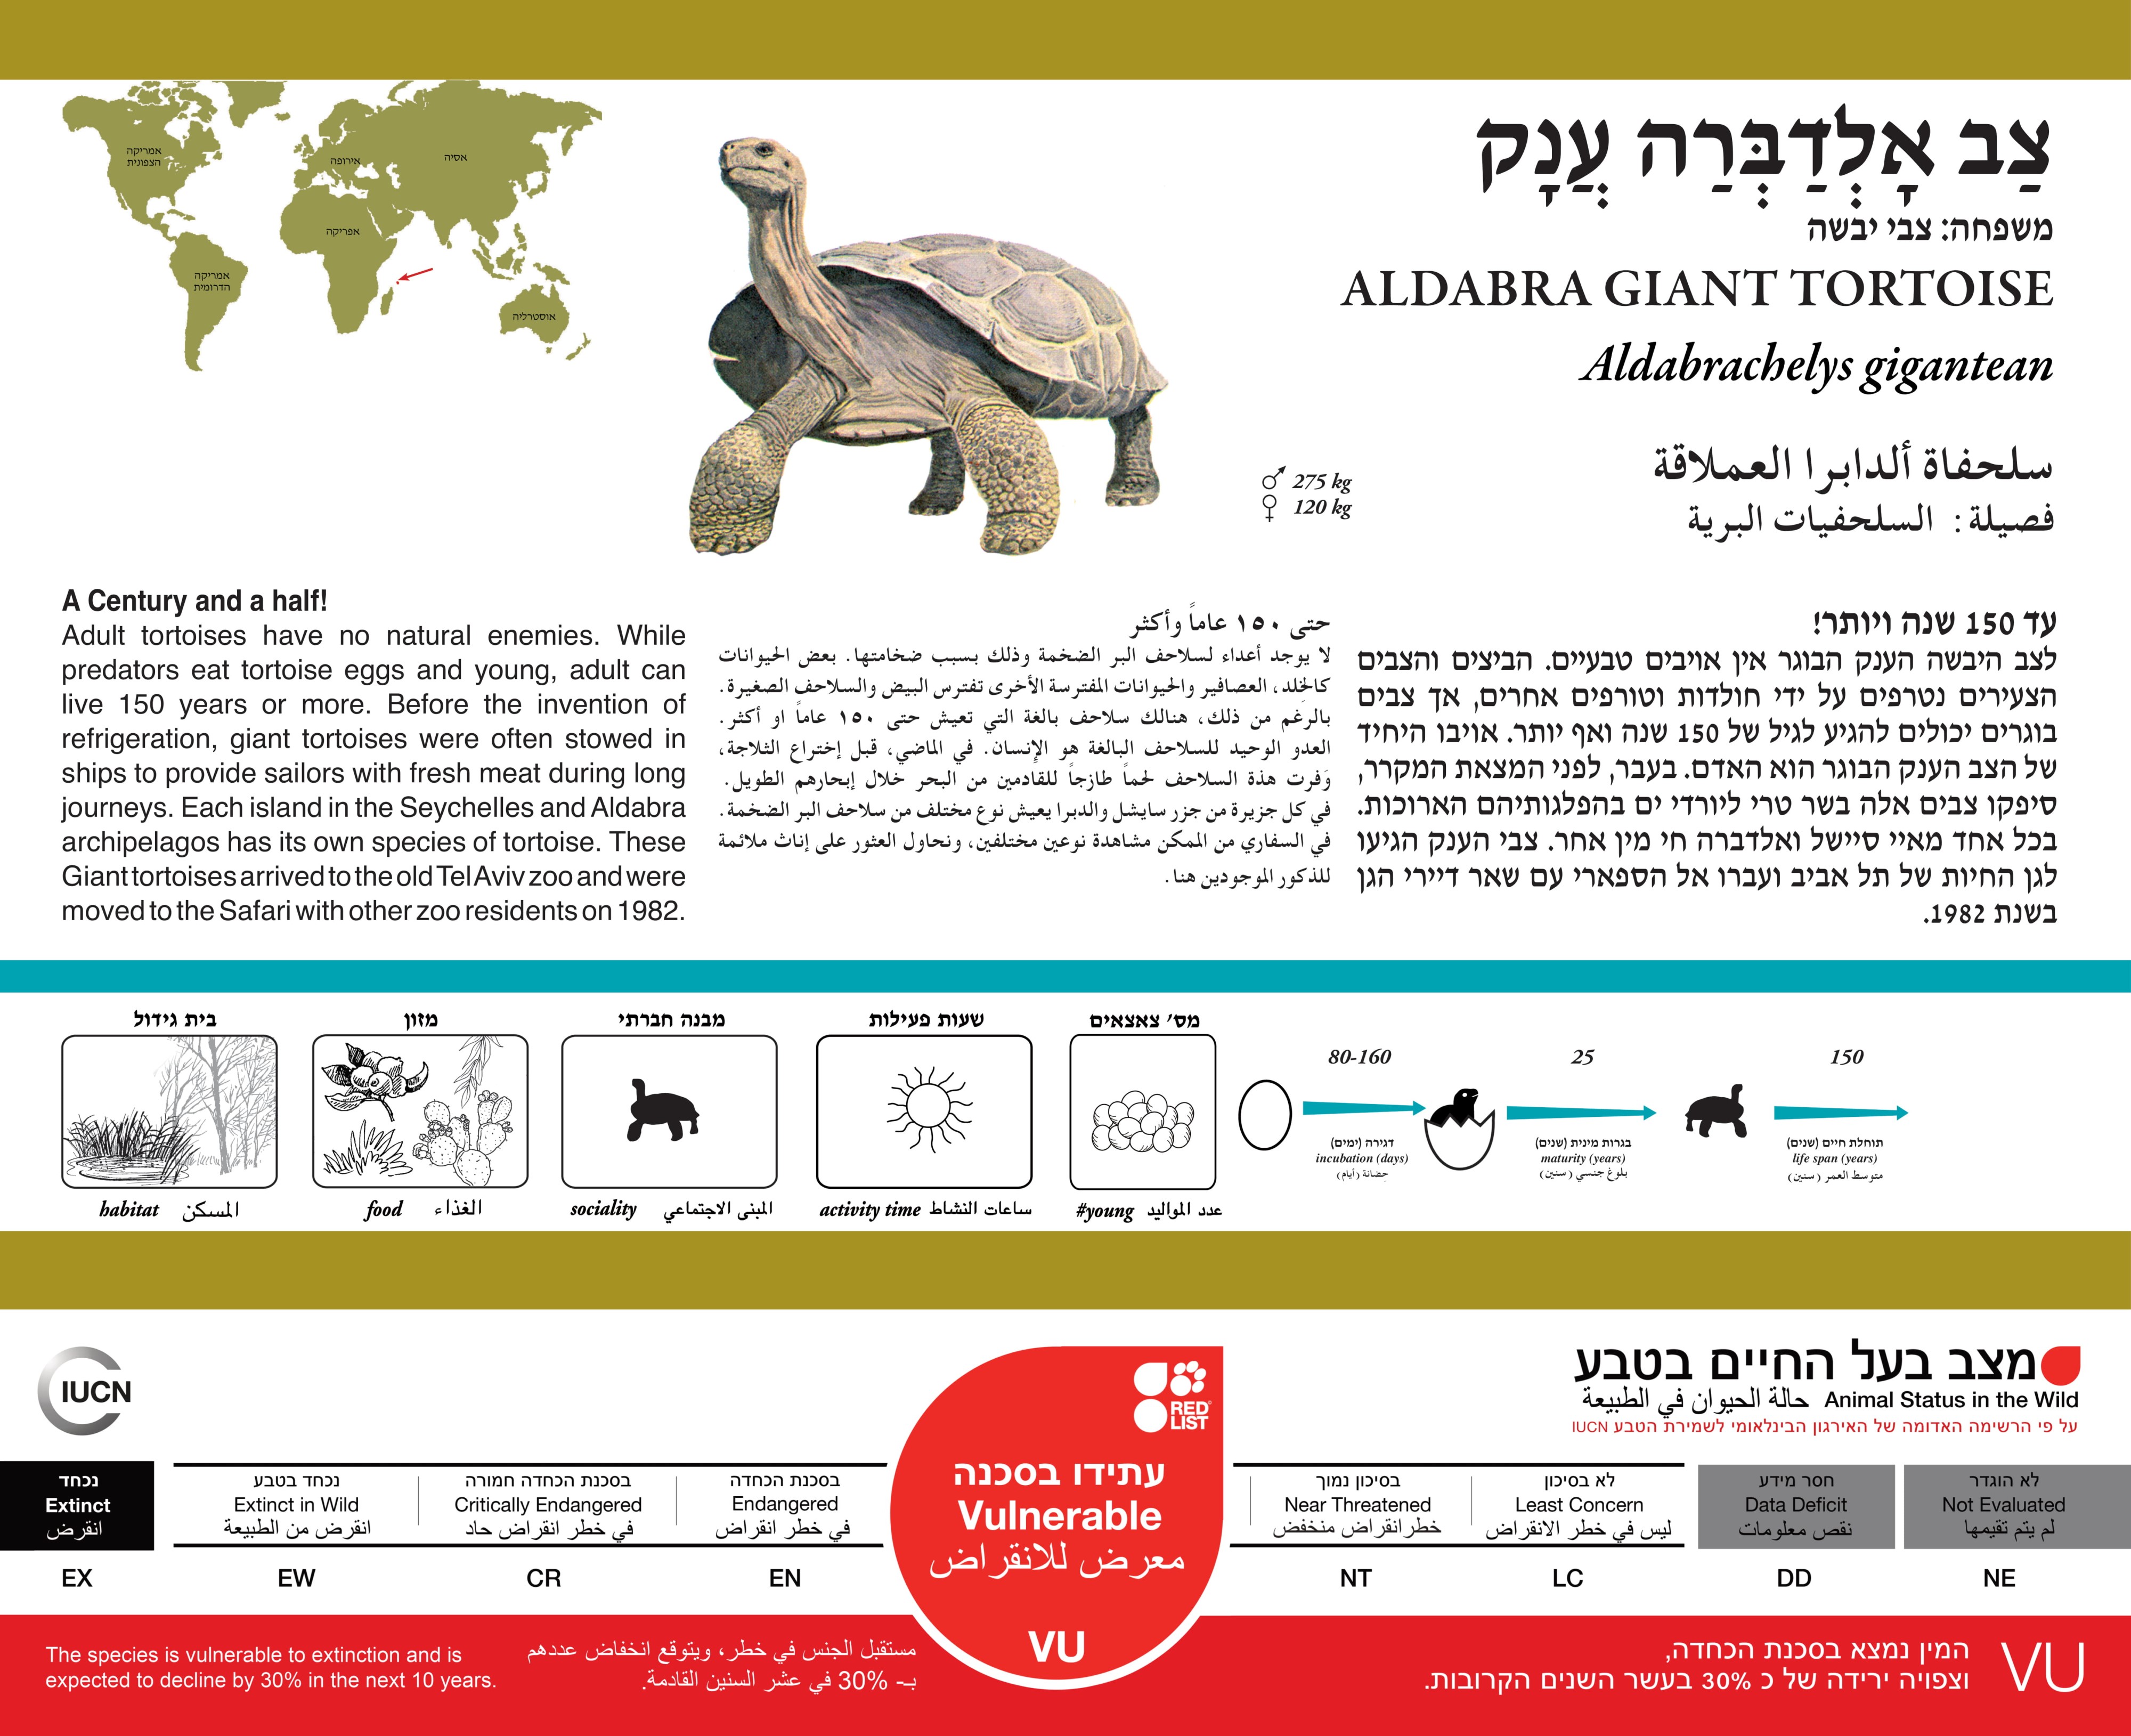 אמריקה
הצפונית
אירופה
אסיה
אפריקה
אמריקה
הדרומית
אוסטרליה
צַב אָלְדַבְּרַה עֲנָק
משפחה: צבי יבשה
ALDABRA GIANT TORTOISE
Aldabrachelys gigantean
سلحفاة ألدابرا العملاقة
فصيلة: السلحفيات البرية
♂ 275 kg
♀ 120 kg
A Century and a half!
Adult tortoises have no natural enemies. While
predators eat tortoise eggs and young, adult can
live 150 years or more. Before the invention of
refrigeration, giant tortoises were often stowed in
ships to provide sailors with fresh meat during long
journeys. Each island in the Seychelles and Aldabra
archipelagos has its own species of tortoise. These
Giant tortoises arrived to the old Tel Aviv zoo and were
moved to the Safari with other zoo residents on 1982.
حتى ١٥٠ عاماً وأكثر
لا يوجد أعداء لسلاحف البر الضخمة وذلك بسبب ضخامتها. بعض الحيوانات
كالخِلد، العصافير والحيوانات المفترسة الأخرى تفترس البيض والسلاحف الصغيرة.
بالرغم من ذلك، هنالك سلاحف بالغة التي تعيش حتى ١٥٠ عاماً او أكثر.
العدو الوحيد للسلاحف البالغة هو الإنسان. في الماضي، قبل إختراع الثلاجة،
وَفرت هذة السلاحف لحماً طازجاً للقادمين من البحر خلال إبحارهم الطويل.
في كل جزيرة من جزر سايشل والدبرا يعيش نوع مختلف من سلاحف البر الضخمة.
في السفاري من الممكن مشاهدة نوعين مختلفين، ونحاول العثور على إناث ملائمة
للذكور الموجودين هنا.
עד 150 שנה ויותר!
לצב היבשה הענק הבוגר אין אויבים טבעיים. הביצים והצבים
הצעירים נטרפים על ידי חולדות וטורפים אחרים, אך צבים
בוגרים יכולים להגיע לגיל של 150 שנה ואף יותר. אויבו היחיד
של הצב הענק הבוגר הוא האדם. בעבר, לפני המצאת המקרר,
סיפקו צבים אלה בשר טרי ליורדי ים בהפלגותיהם הארוכות.
בכל אחד מאיי סיישל ואלדברה חי מין אחר. צבי הענק הגיעו
לגן החיות של תל אביב ועברו אל הספארי עם שאר דיירי הגן
בשנת 1982.
בית גידול
habitat المسكن
מזון
food الغذاء
מבנה חברתי
sociality المبنى الاجتماعي
שעות פעילות
activity time ساعات النشاط
מס׳ צאצאים
#young عدد المواليد
80-160
דגירה (ימים)
incubation (days)
حضانة (أيام)
25
בגרות מינית (שנים)
maturity (years)
بلوغ جنسي (سنين)
150
תוחלת חיים (שנים)
life span (years)
متوسط العمر (سنين)
IUCN
RED
LIST
מצב בעל החיים בטבע
Animal Status in the Wild حالة الحيوان في الطبيعة
על פי הרשימה האדומה של האירגון הבינלאומי לשמירת הטבע IUCN
נכחד
Extinct
انقرض
EX
נכחד בטבע
Extinct in Wild
انقرض من الطبيعة
EW
בסכנת הכחדה חמורה
Critically Endangered
في خطر انقراض حاد
CR
בסכנת הכחדה
Endangered
في خطر انقراض
EN
עתידו בסכנה
Vulnerable
معرض للانقراض
VU
בסיכון נמוך
Near Threatened
خطر انقراض منخفض
NT
לא בסיכון
Least Concern
ليس في خطر الانقراض
LC
חסר מידע
Data Deficit
نقص معلومات
DD
לא הוגדר
Not Evaluated
لم يتم تقيمها
NE
The species is vulnerable to extinction and is
expected to decline by 30% in the next 10 years.
مستقبل الجنس في خطر، ويتوقع انخفاض عددهم
بـ- 30% في عشر السنين القادمة.
המין נמצא בסכנת הכחדה,
וצפויה ירידה של כ 30% בעשר השנים הקרובות.
VU